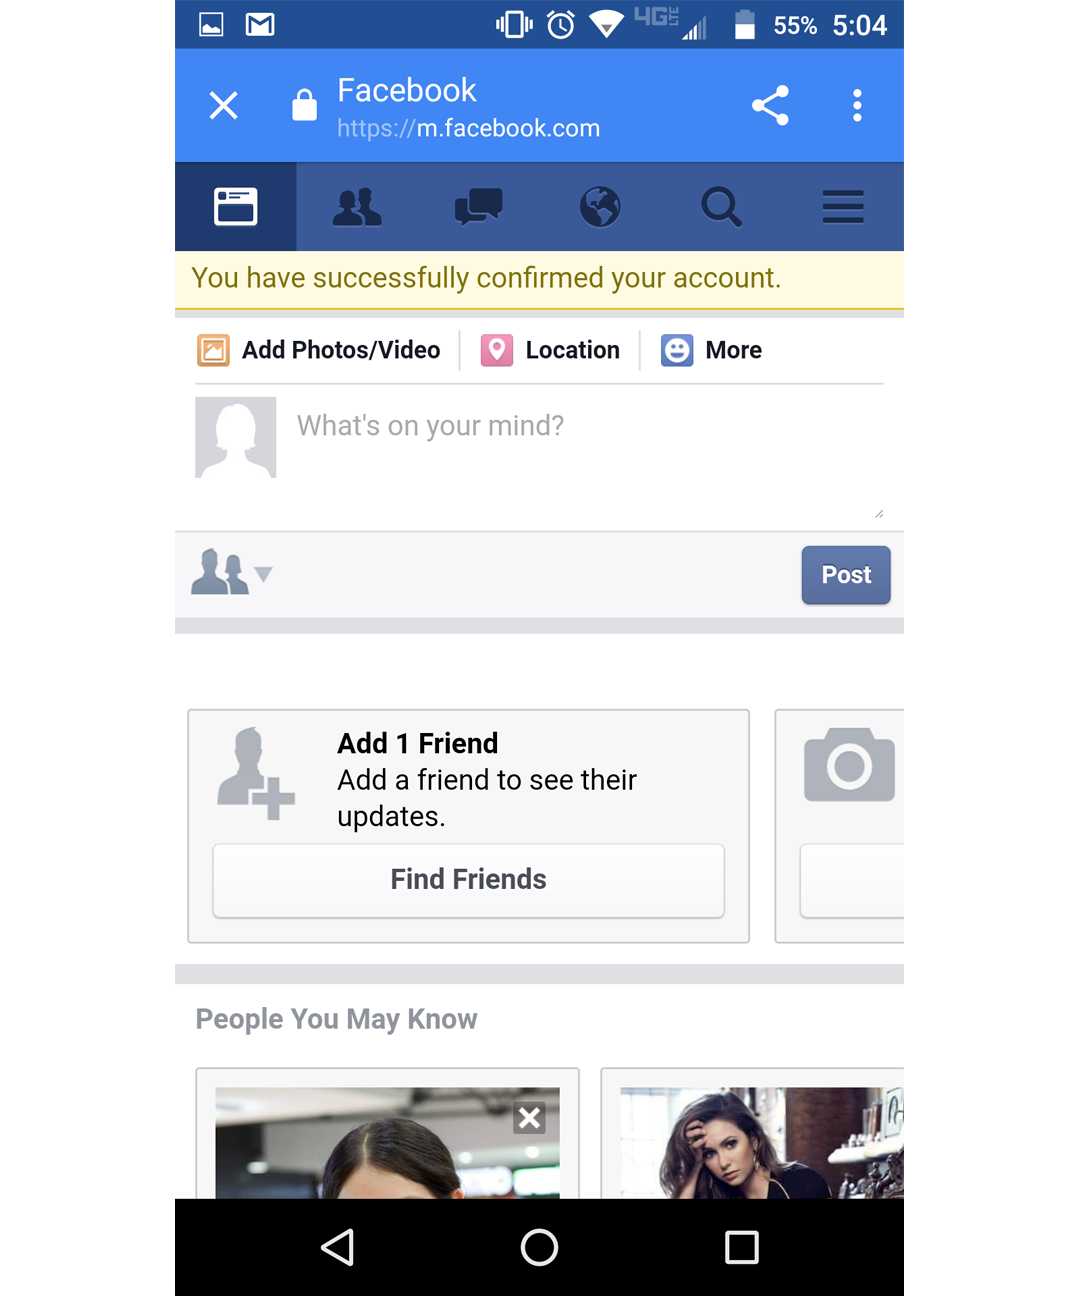 4G LTE 55% 5:04
Facebook
https://m.facebook.com
You have successfully confirmed your account.
Add Photos/Video Location More
What's on your mind?
Post
Add 1 Friend
Add a friend to see their
updates.
Find Friends
People You May Know